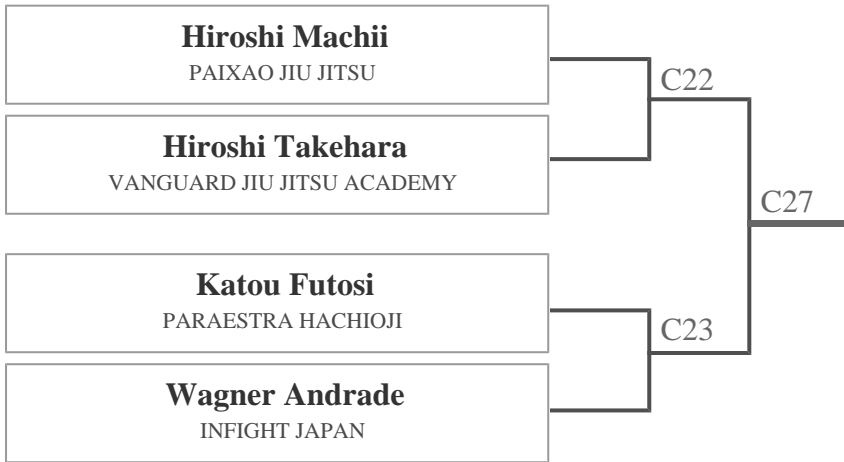 Hiroshi Machii
PAIXAO JIU JITSU
C22
Hiroshi Takehara
VANGUARD JIU JITSU ACADEMY
C27
Katou Futosi
PARAESTRA HACHIOJI
C23
Wagner Andrade
INFIGHT JAPAN